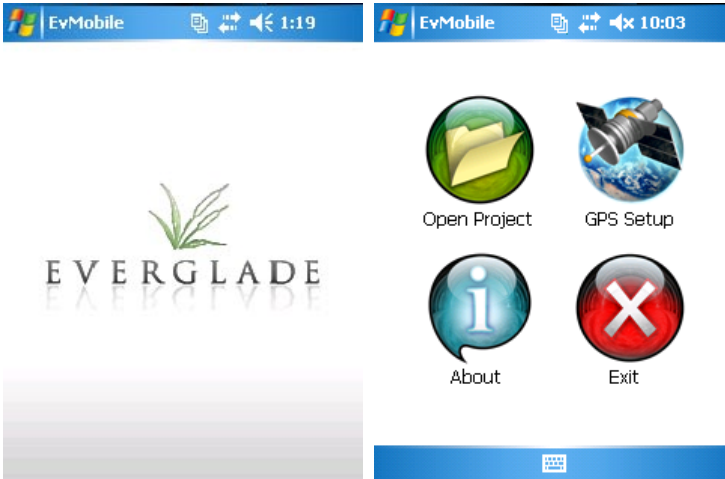 EvMobile 1:19
EVERGLADE
EvMobile 10:03
Open Project GPS Setup
About Exit